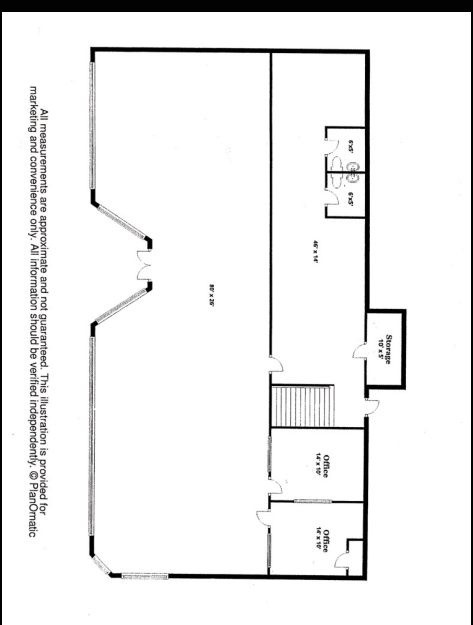 6'x5'
6'x5'
46' x 14'
80' x 26'
Storage
10' x 5'
Office
14' x 10'
Office
14' x 10'
All measurements are approximate and not guaranteed. This illustration is provided for
marketing and convenience only. All information should be verified independently. © PlanOmatic